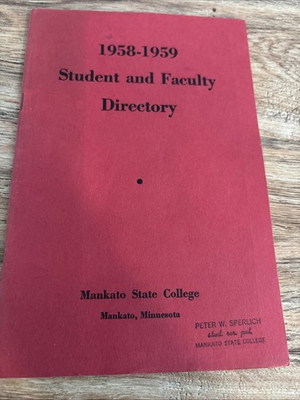 1958-1959
Student and Faculty
Directory
Mankato State College
Mankato, Minnesota
PETER W. SPERLICH
MANKATO STATE COLLEGE